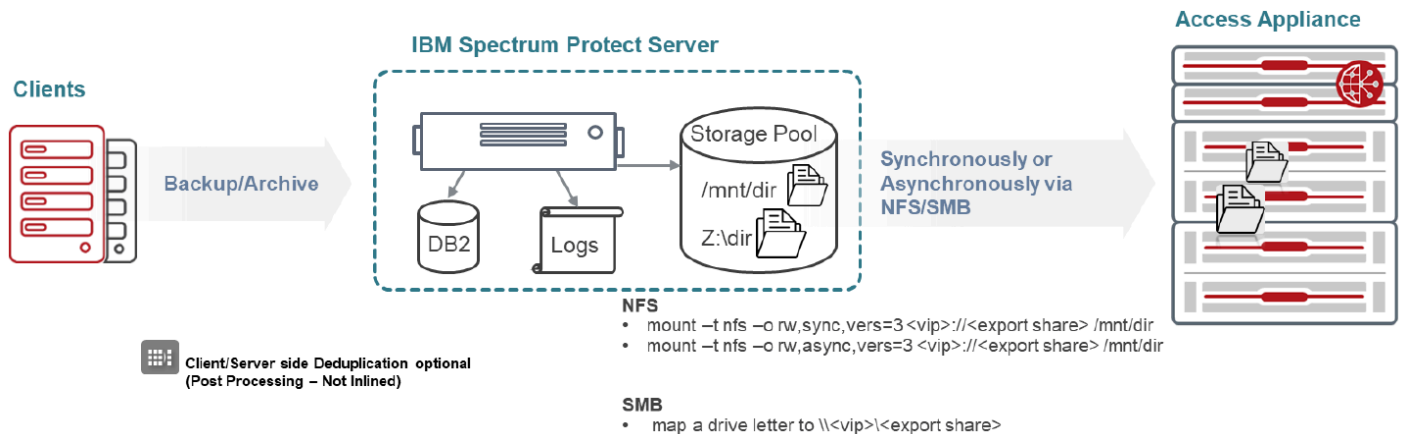 Access Appliance
IBM Spectrum Protect Server
Clients
Backup/Archive
Storage Pool
/mnt/dir
Z:\dir
DB2
Logs
Synchronously or
Asynchronously via
NFS/SMB
NFS
• mount –t nfs –o rw,sync,vers=3 <vip>://<export share> /mnt/dir
• mount –t nfs –o rw,async,vers=3 <vip>://<export share> /mnt/dir
Client/Server side Deduplication optional
(Post Processing – Not Inlined)
SMB
• map a drive letter to \\<vip>\<export share>